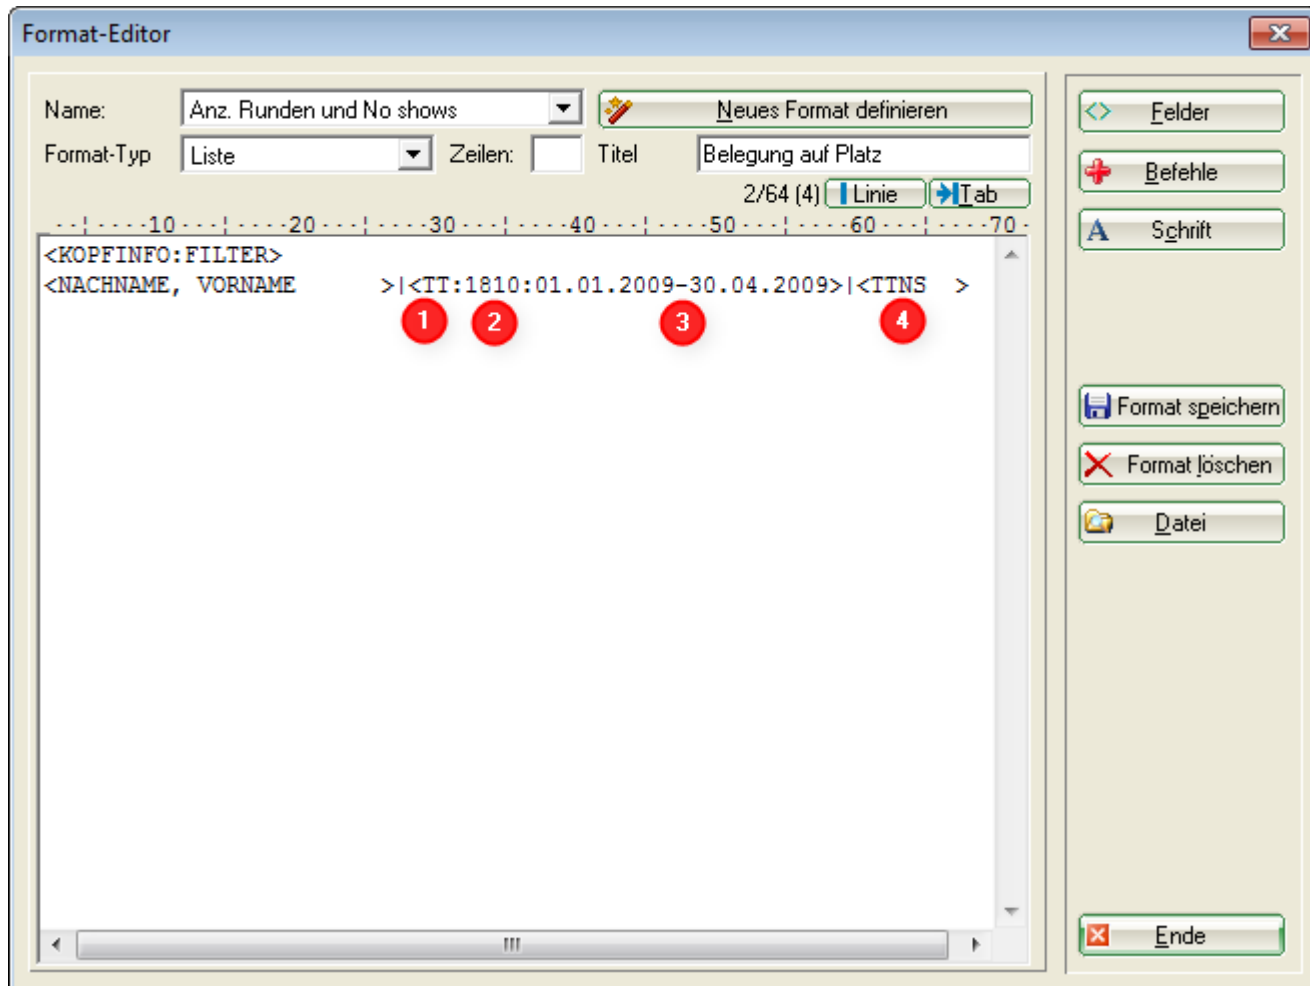 Format-Editor
Name: Anz. Runden und No shows Neues Format definieren
Format-Typ Liste Zeilen: Titel Belegung auf Platz
2/64 (4) Linie Tab
--¦----10---¦----20---¦----30---¦----40---¦----50---¦----60---¦----70-
<KOPFINFO:FILTER>
<NACHNAME, VORNAME      >|<TT:1810:01.01.2009-30.04.2009>|<TTNS  >
1 2 3 4
Felder
Befehle
Schrift
Format speichern
Format löschen
Datei
Ende